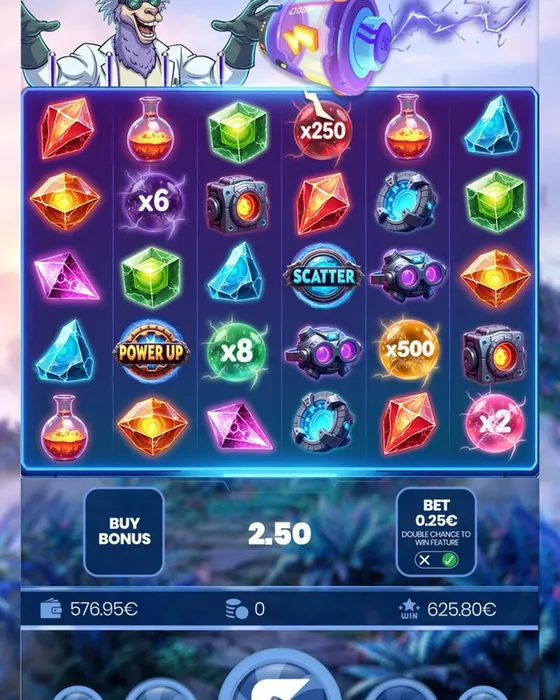 x250
x6
SCATTER
POWER UP
x8
x500
x2
BUY
BONUS
2.50
BET
0.25€
DOUBLE CHANCE TO
WIN FEATURE
576.95€
0
WIN
625.80€